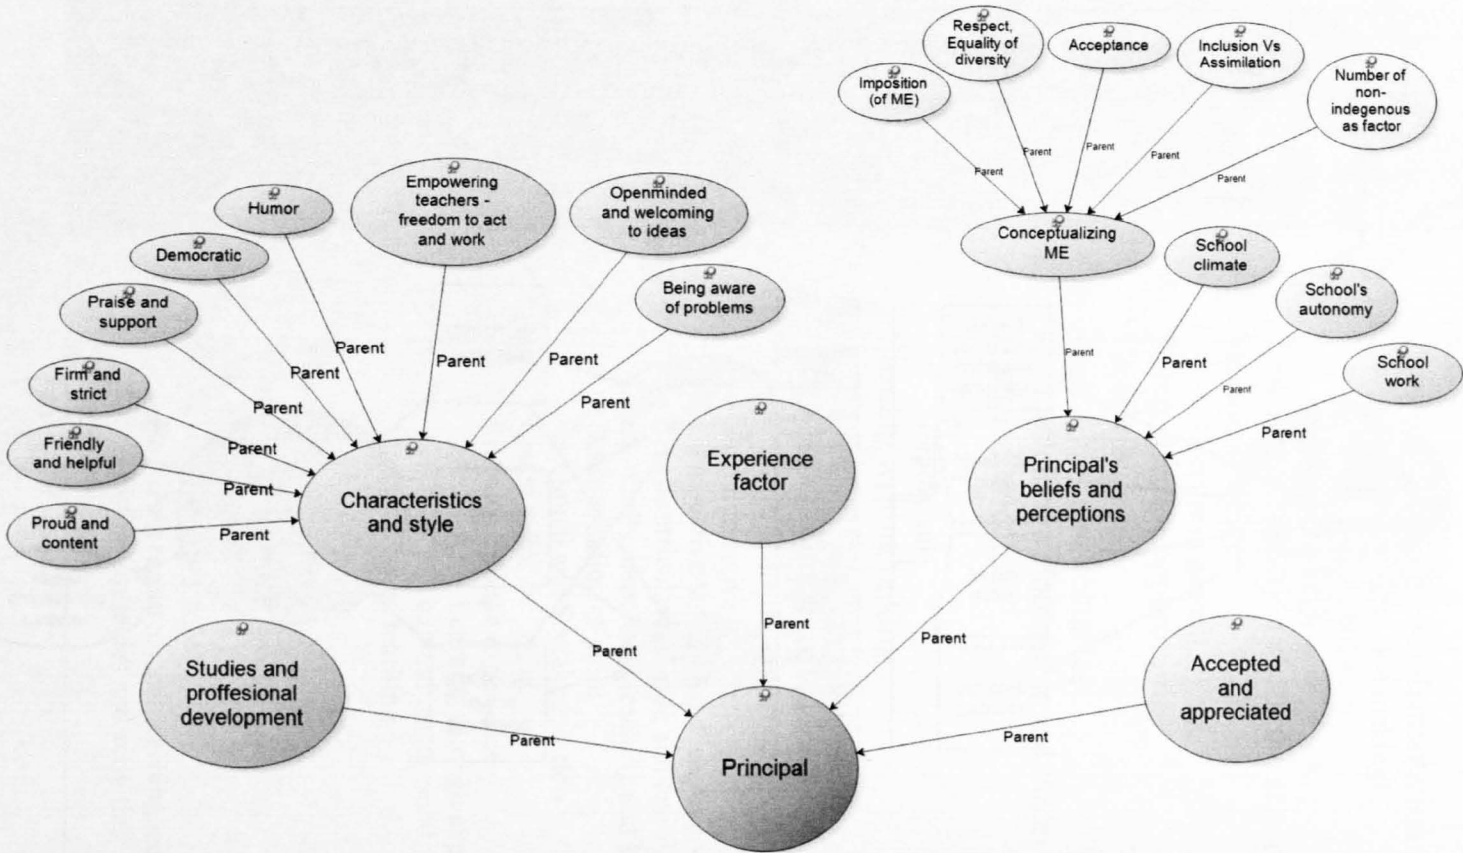 Respect,
Equality of
diversity
Acceptance
Inclusion Vs
Assimilation
Imposition
(of ME)
Number of
non-
indegenous
as factor
Parent
Parent
Parent
Parent
Parent
Empowering
teachers -
freedom to act
and work
Openminded
and welcoming
to ideas
Humor
Democratic
Conceptualizing
ME
School
climate
Being aware
of problems
School's
autonomy
Praise and
support
Parent
Parent
Parent
Parent
Parent
Parent
Parent
School
work
Firm and
strict
Parent
Parent
Parent
Parent
Friendly
and helpful
Parent
Experience
factor
Principal's
beliefs and
perceptions
Parent
Characteristics
and style
Proud and
content
Parent
Parent
Parent
Parent
Studies and
proffesional
development
Accepted
and
appreciated
Parent
Parent
Principal